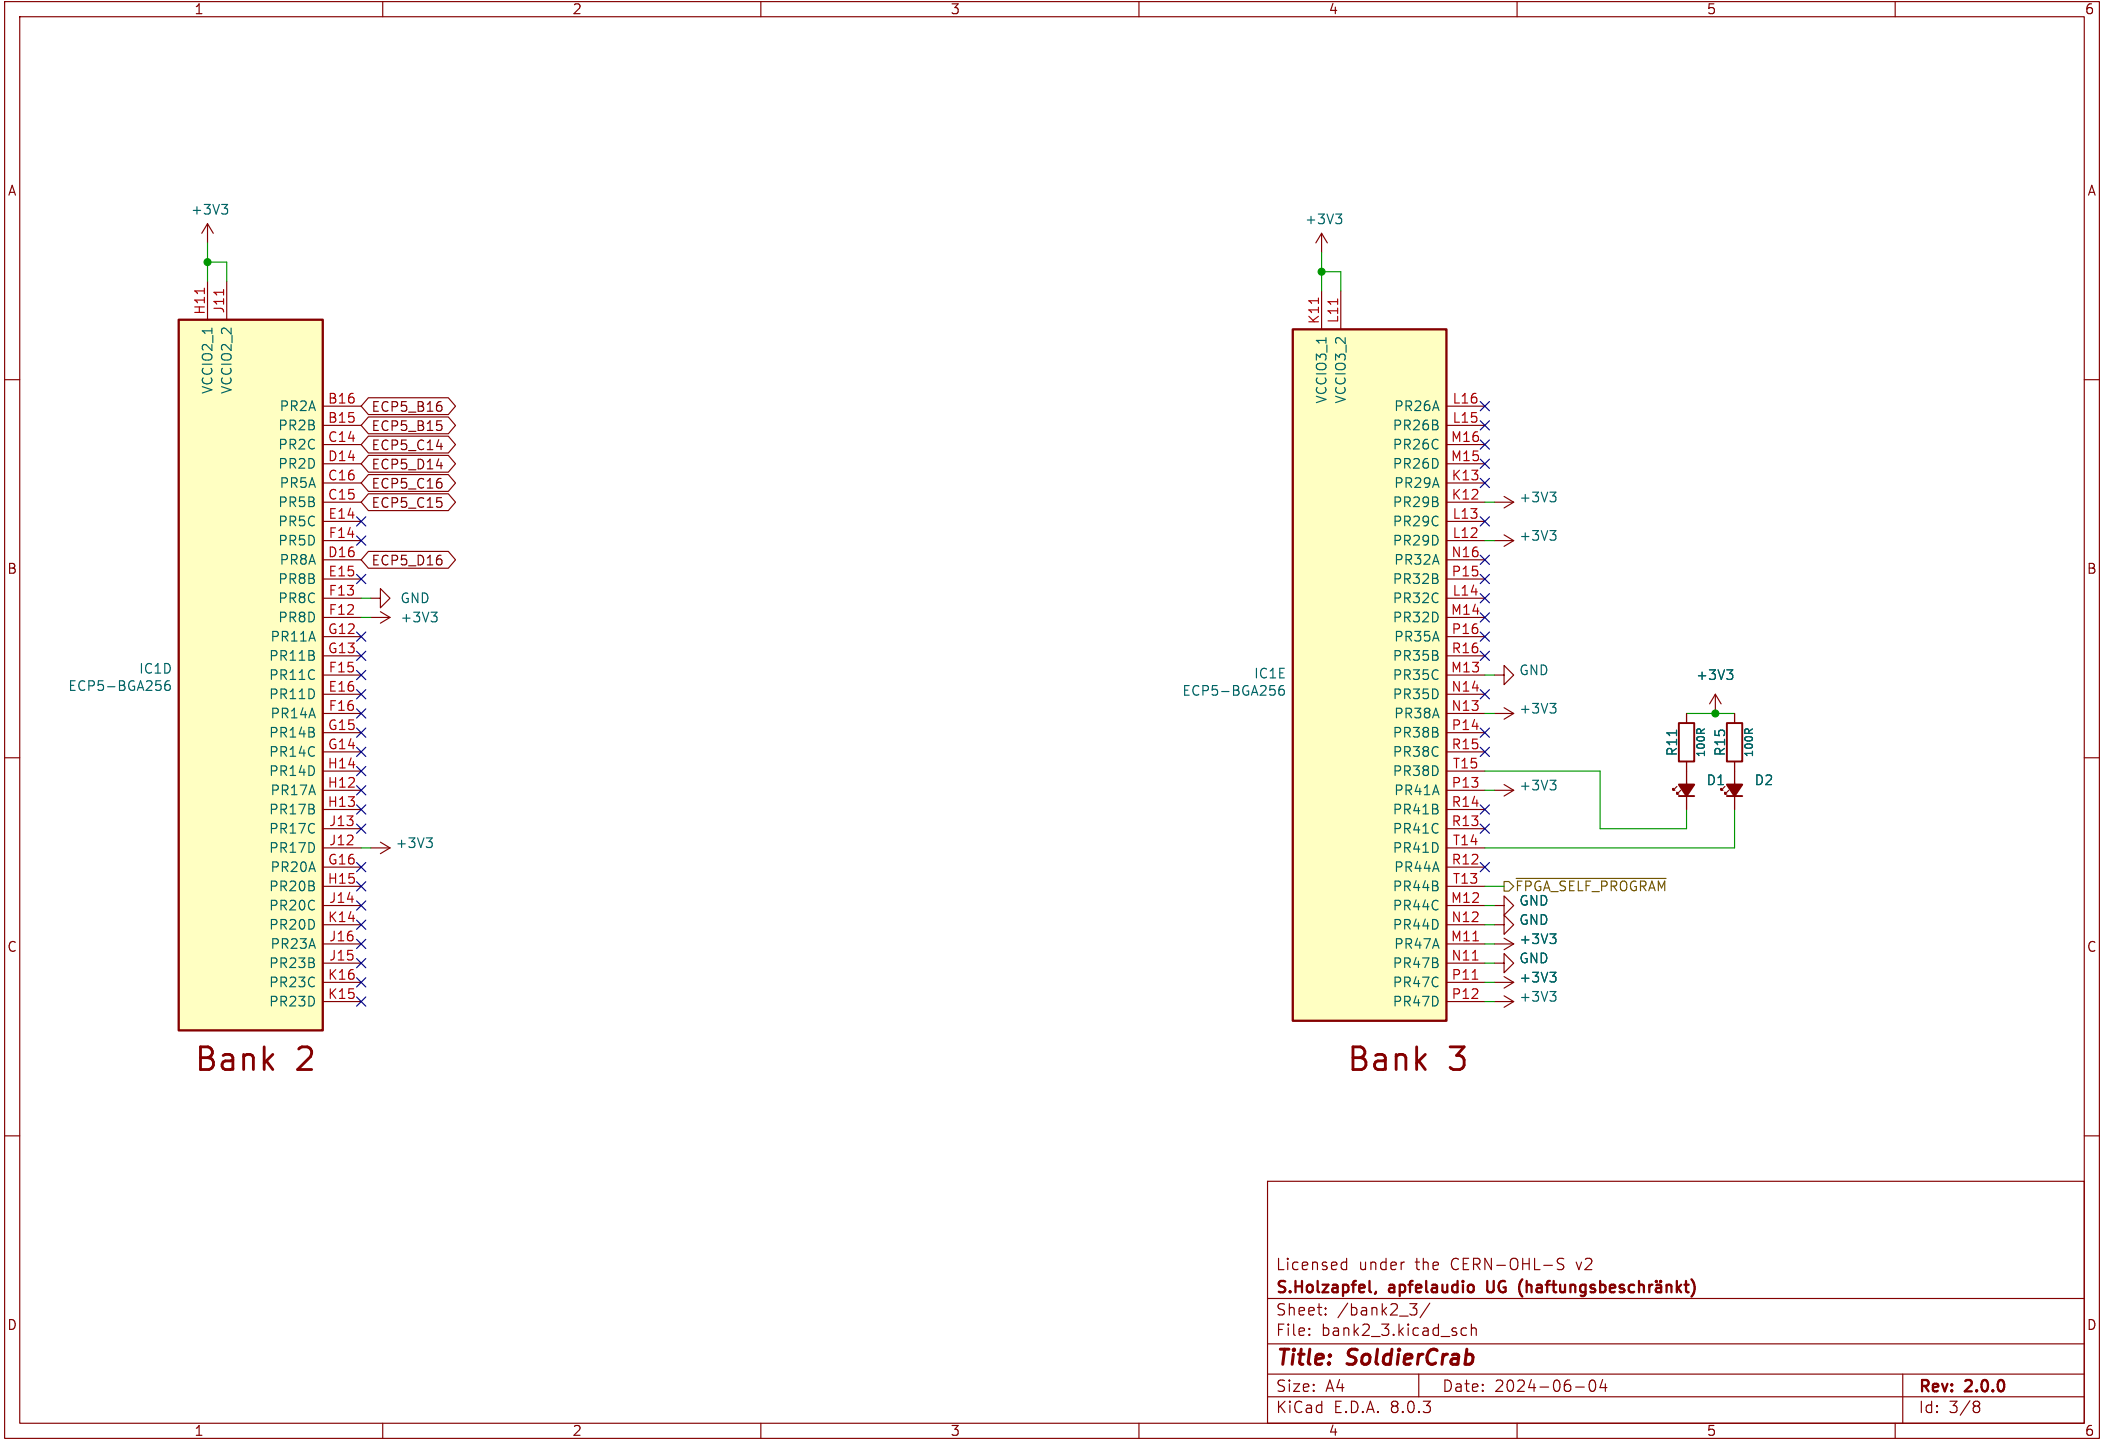 1 2 3 4 5 6
A A
B B
C C
D D
+3V3
H11
J11
VCCIO2_1
VCCIO2_2
IC1D
ECP5-BGA256
PR2A B16 ECP5_B16
PR2B B15 ECP5_B15
PR2C C14 ECP5_C14
PR2D D14 ECP5_D14
PR5A C16 ECP5_C16
PR5B C15 ECP5_C15
PR5C E14
PR5D F14
PR8A D16 ECP5_D16
PR8B E15
PR8C F13 GND
PR8D F12 +3V3
PR11A G12
PR11B G13
PR11C F15
PR11D E16
PR14A F16
PR14B G15
PR14C G14
PR14D H14
PR17A H12
PR17B H13
PR17C J13
PR17D J12 +3V3
PR20A G16
PR20B H15
PR20C J14
PR20D K14
PR23A J16
PR23B J15
PR23C K16
PR23D K15
Bank 2
+3V3
K11
L11
VCCIO3_1
VCCIO3_2
IC1E
ECP5-BGA256
PR26A L16
PR26B L15
PR26C M16
PR26D M15
PR29A K13
PR29B K12 +3V3
PR29C L13
PR29D L12 +3V3
PR32A N16
PR32B P15
PR32C L14
PR32D M14
PR35A P16
PR35B R16
PR35C M13 GND
PR35D N14
PR38A N13 +3V3
PR38B P14
PR38C R15
PR38D T15
PR41A P13 +3V3
PR41B R14
PR41C R13
PR41D T14
PR44A R12
PR44B T13 FPGA_SELF_PROGRAM
PR44C M12 GND
PR44D N12 GND
PR47A M11 +3V3
PR47B N11 GND
PR47C P11 +3V3
PR47D P12 +3V3
Bank 3
+3V3
R11 100R R15 100R
D1 D2
Licensed under the CERN-OHL-S v2
S.Holzapfel, apfelaudio UG (haftungsbeschränkt)
Sheet: /bank2_3/
File: bank2_3.kicad_sch
Title: SoldierCrab
Size: A4 Date: 2024-06-04 Rev: 2.0.0
KiCad E.D.A. 8.0.3 Id: 3/8
1 2 3 4 5 6